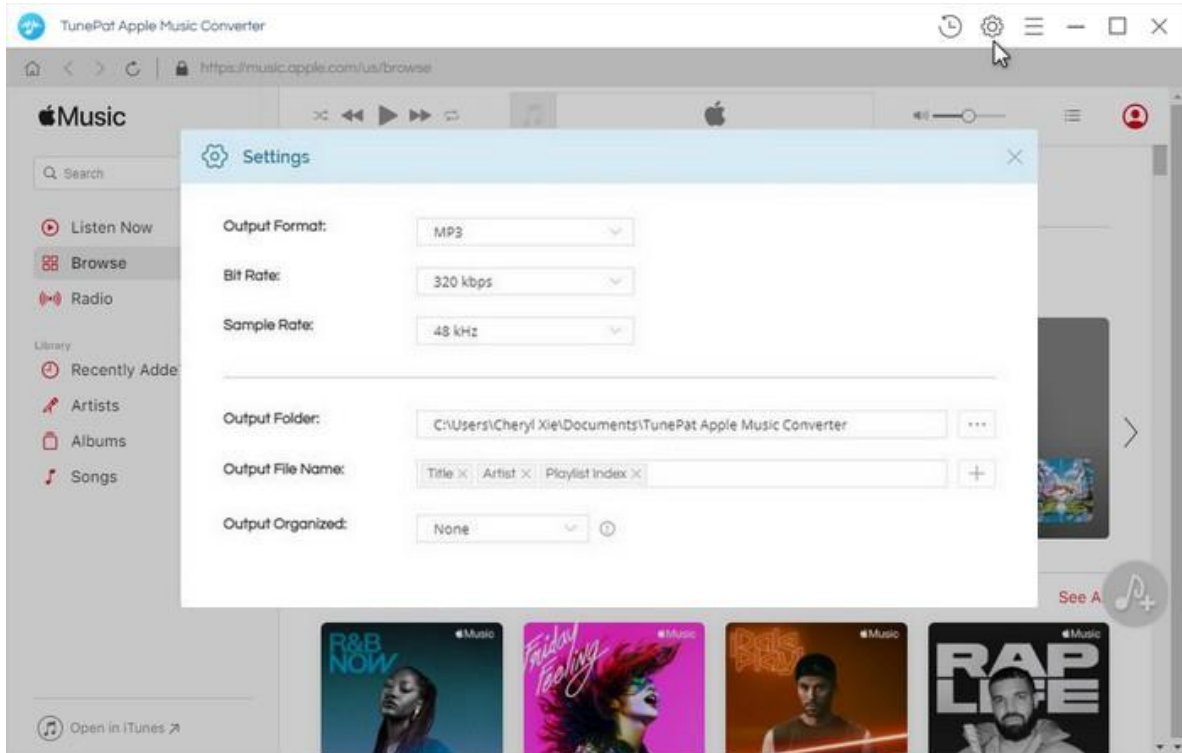 TunePat Apple Music Converter
https://music.apple.com/us/browse
Music
Search
Listen Now
Browse
Radio
Library
Recently Adde
Artists
Albums
Songs
Open in iTunes ↗
Settings
Output Format:
MP3
Bit Rate:
320 kbps
Sample Rate:
48 kHz
Output Folder:
C:\Users\Cheryl Xie\Documents\TunePat Apple Music Converter
...
Output File Name:
Title × Artist × Playlist Index ×
Output Organized:
None
See A
R&B
NOW
Music
Friday
Feeling
Music
Music
Music
RAP
LIFE